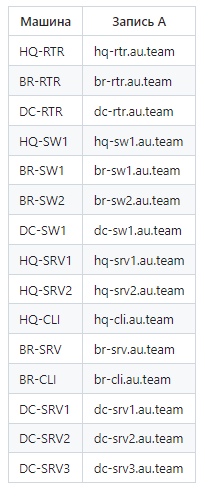 Машина Запись A
HQ-RTR hq-rtr.au.team
BR-RTR br-rtr.au.team
DC-RTR dc-rtr.au.team
HQ-SW1 hq-sw1.au.team
BR-SW1 br-sw1.au.team
BR-SW2 br-sw2.au.team
DC-SW1 dc-sw1.au.team
HQ-SRV1 hq-srv1.au.team
HQ-SRV2 hq-srv2.au.team
HQ-CLI hq-cli.au.team
BR-SRV br-srv.au.team
BR-CLI br-cli.au.team
DC-SRV1 dc-srv1.au.team
DC-SRV2 dc-srv2.au.team
DC-SRV3 dc-srv3.au.team